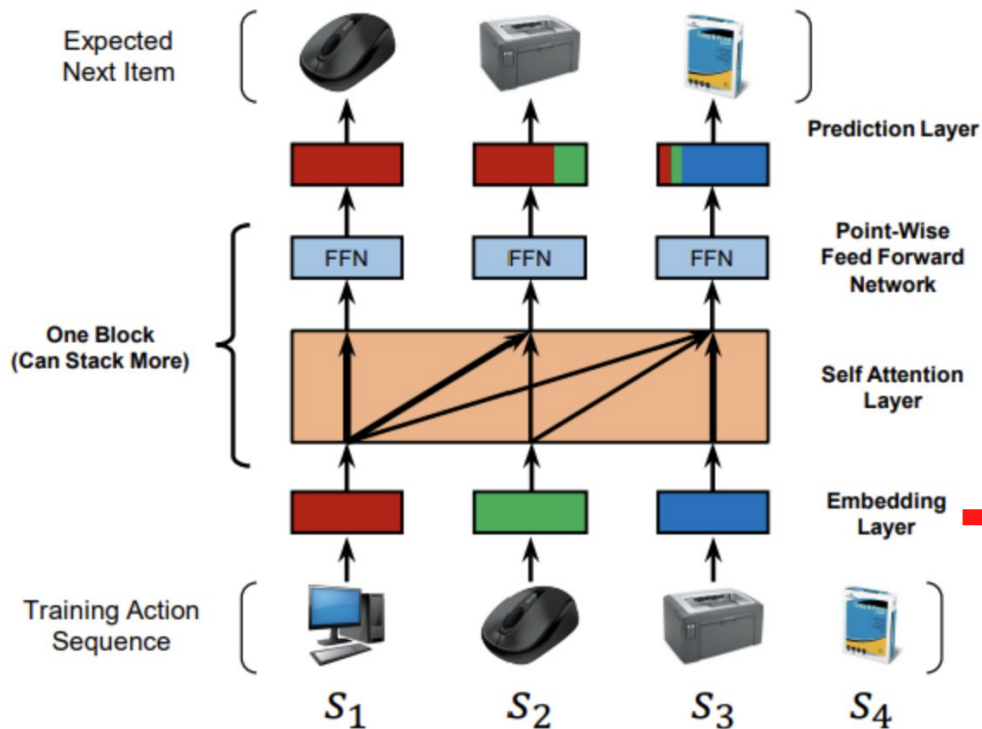 Expected
Next Item
Prediction Layer
Point-Wise
Feed Forward
Network
FFN
FFN
FFN
One Block
(Can Stack More)
Self Attention
Layer
Embedding
Layer
Training Action
Sequence
S1
S2
S3
S4